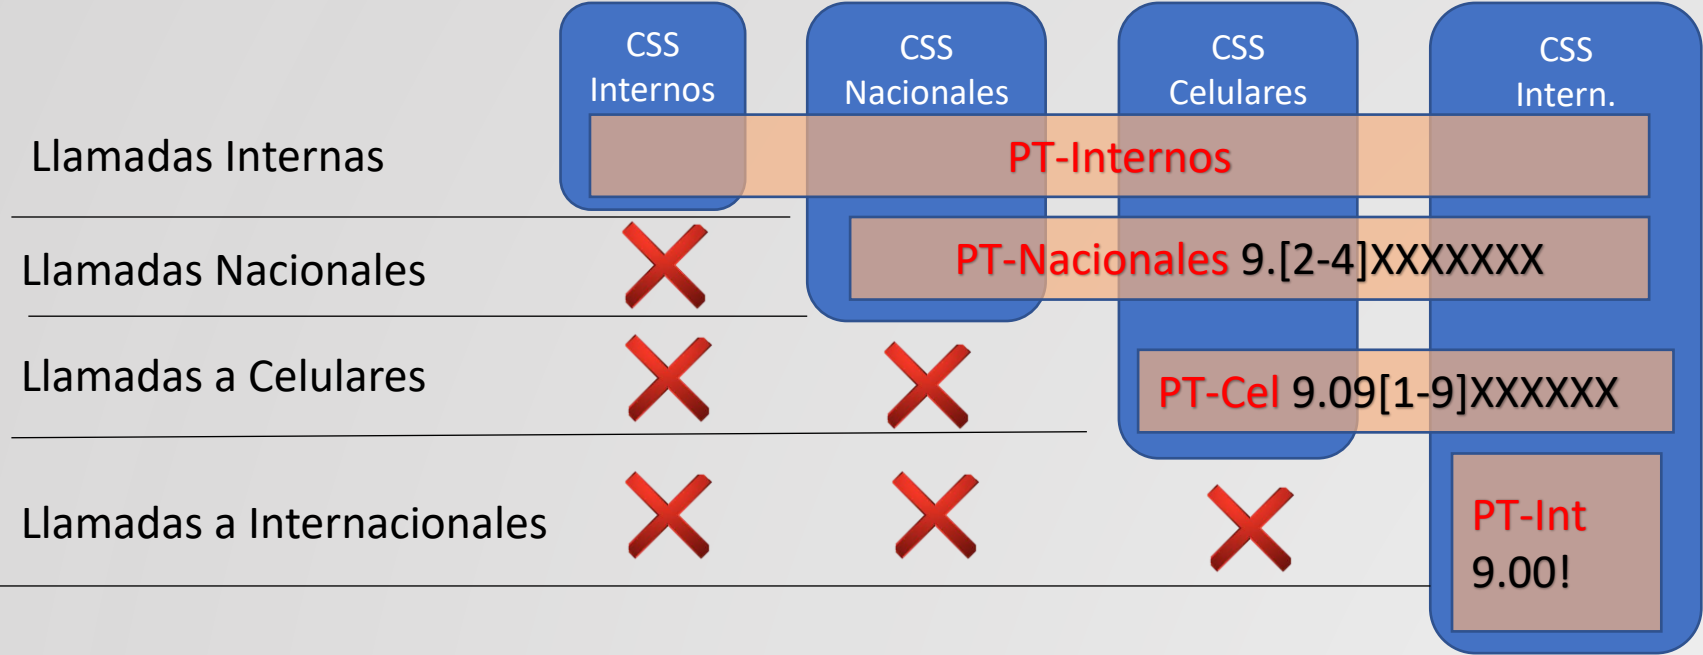 CSS
Internos
CSS
Nacionales
CSS
Celulares
CSS
Intern.
Llamadas Internas
PT-Internos
Llamadas Nacionales
PT-Nacionales 9.[2-4]XXXXXXX
Llamadas a Celulares
PT-Cel 9.09[1-9]XXXXXX
Llamadas a Internacionales
PT-Int
9.00!